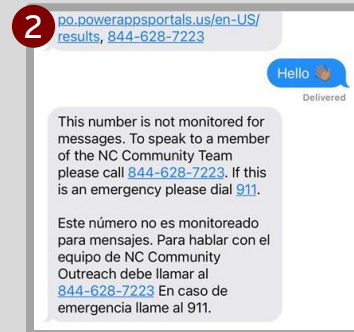 2
po.powerappsportals.us/en-US/
results, 844-628-7223
Hello 👋🏽
Delivered
This number is not monitored for
messages. To speak to a member
of the NC Community Team
please call 844-628-7223. If this
is an emergency please dial 911.
Este número no es monitoreado
para mensajes. Para hablar con el
equipo de NC Community
Outreach debe llamar al
844-628-7223 En caso de
emergencia llame al 911.